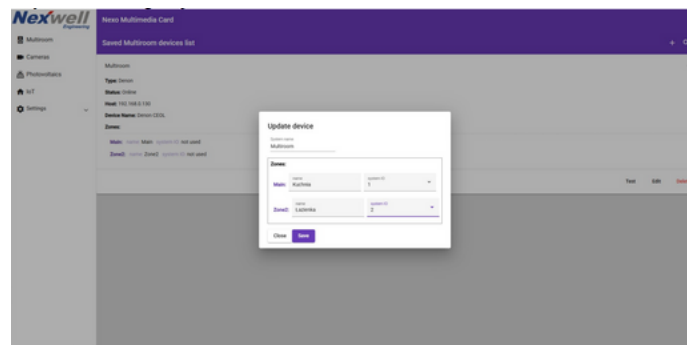 Nexwell
Engineering
Nexo Multimedia Card
Saved Multiroom devices list
+
Multiroom
Cameras
Photovoltaics
IoT
Settings
Multiroom
Type: Denon
Status: Online
Host: 192.168.0.130
Device Name: Denon CEOL
Zones:
Main: name: Main system ID: not used
Zone2: name: Zone2 system ID: not used
Test Edit
Update device
System name
Multiroom
Zones:
Main: name Kuchnia system ID 1
Zone2: name Lazienka system ID 2
Close Save